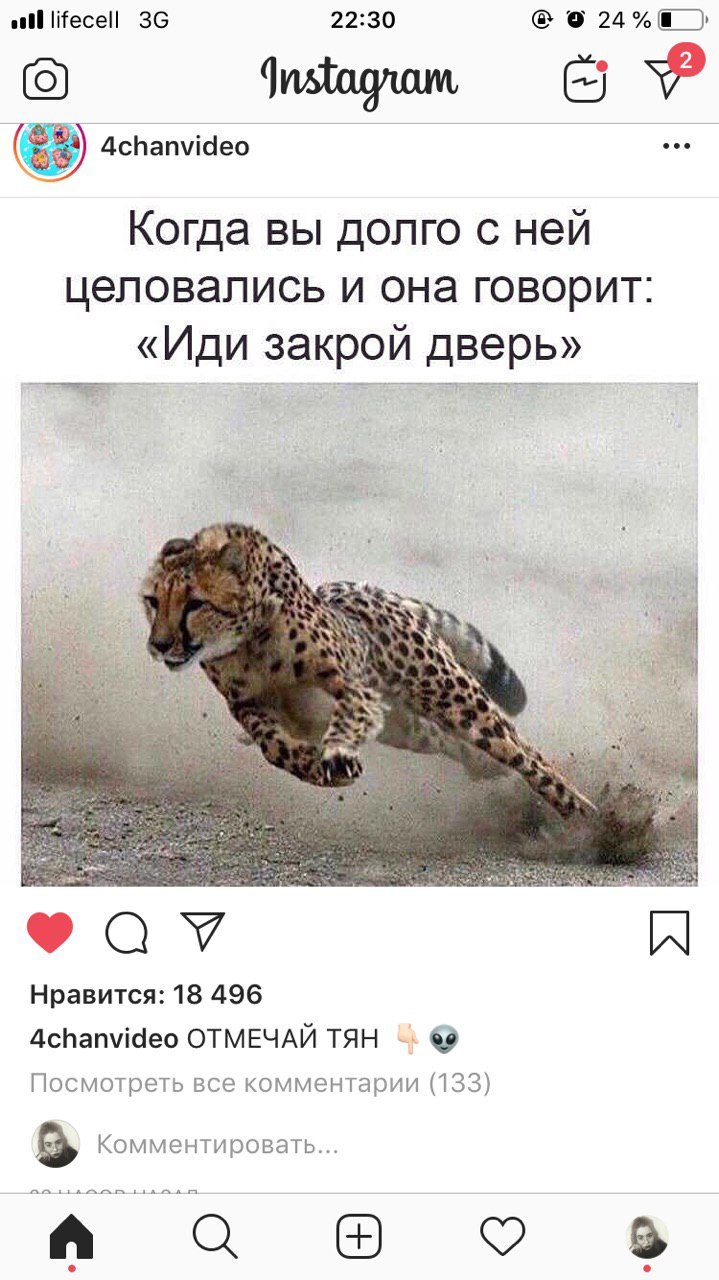 lifecell 3G 22:30 24 %
Instagram
2
4chanvideo
Когда вы долго с ней
целовались и она говорит:
«Иди закрой дверь»
Нравится: 18 496
4chanvideo ОТМЕЧАЙ ТЯН 👇🏻👽
Посмотреть все комментарии (133)
Комментировать...